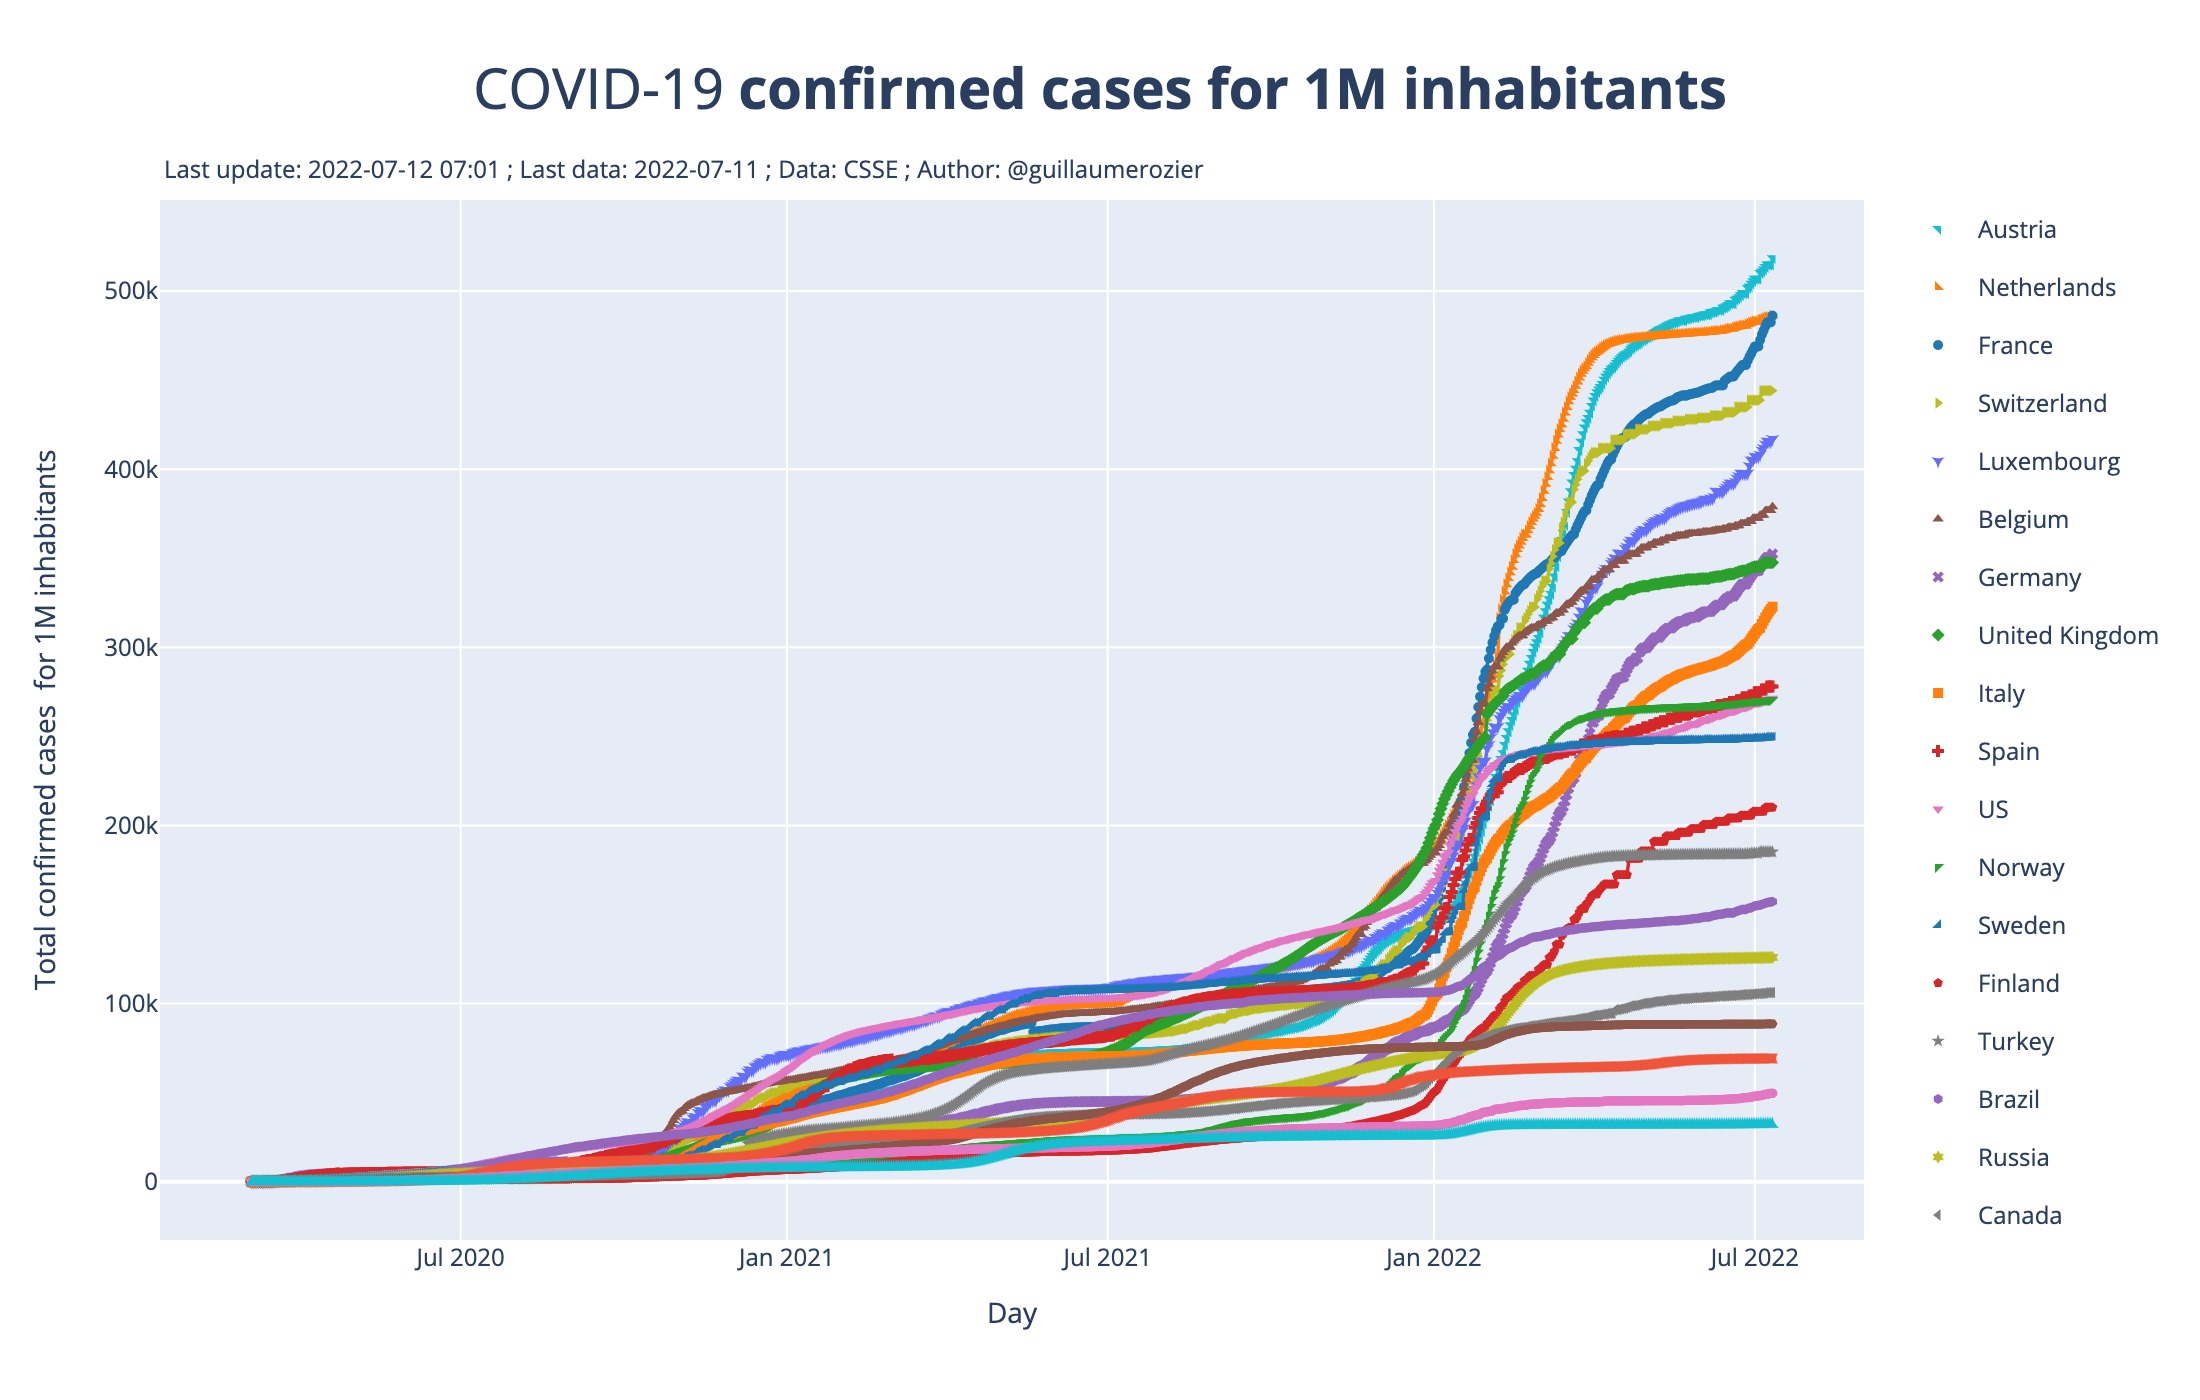 COVID-19 confirmed cases for 1M inhabitants
Last update: 2022-07-12 07:01 ; Last data: 2022-07-11 ; Data: CSSE ; Author: @guillaumerozier
Total confirmed cases for 1M inhabitants
500k
400k
300k
200k
100k
0
Jul 2020
Jan 2021
Jul 2021
Jan 2022
Jul 2022
Day
Austria
Netherlands
France
Switzerland
Luxembourg
Belgium
Germany
United Kingdom
Italy
Spain
US
Norway
Sweden
Finland
Turkey
Brazil
Russia
Canada